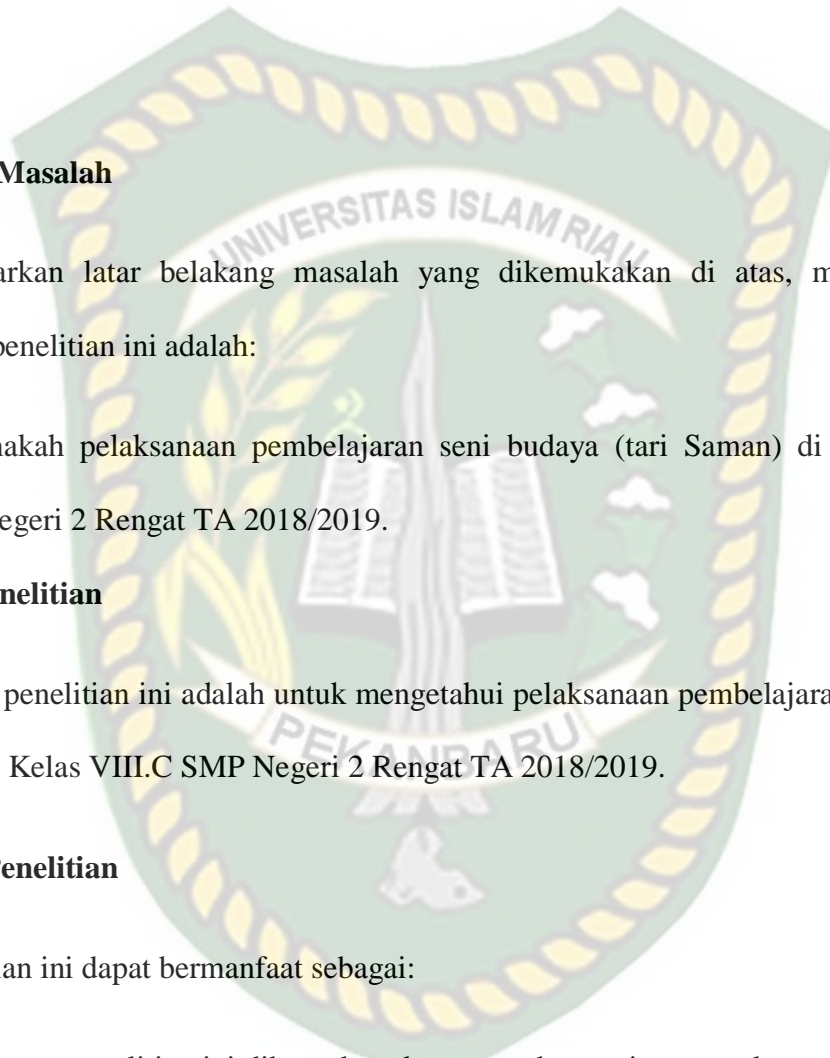 Masalah
UNIVERSITAS ISLAM RIAU
arkan latar belakang masalah yang dikemukakan di atas, m
penelitian ini adalah:
nakah pelaksanaan pembelajaran seni budaya (tari Saman) di
egeri 2 Rengat TA 2018/2019.
nelitian
penelitian ini adalah untuk mengetahui pelaksanaan pembelajara
Kelas VIII.C SMP Negeri 2 Rengat TA 2018/2019.
PEKANBARU
Penelitian
ian ini dapat bermanfaat sebagai: